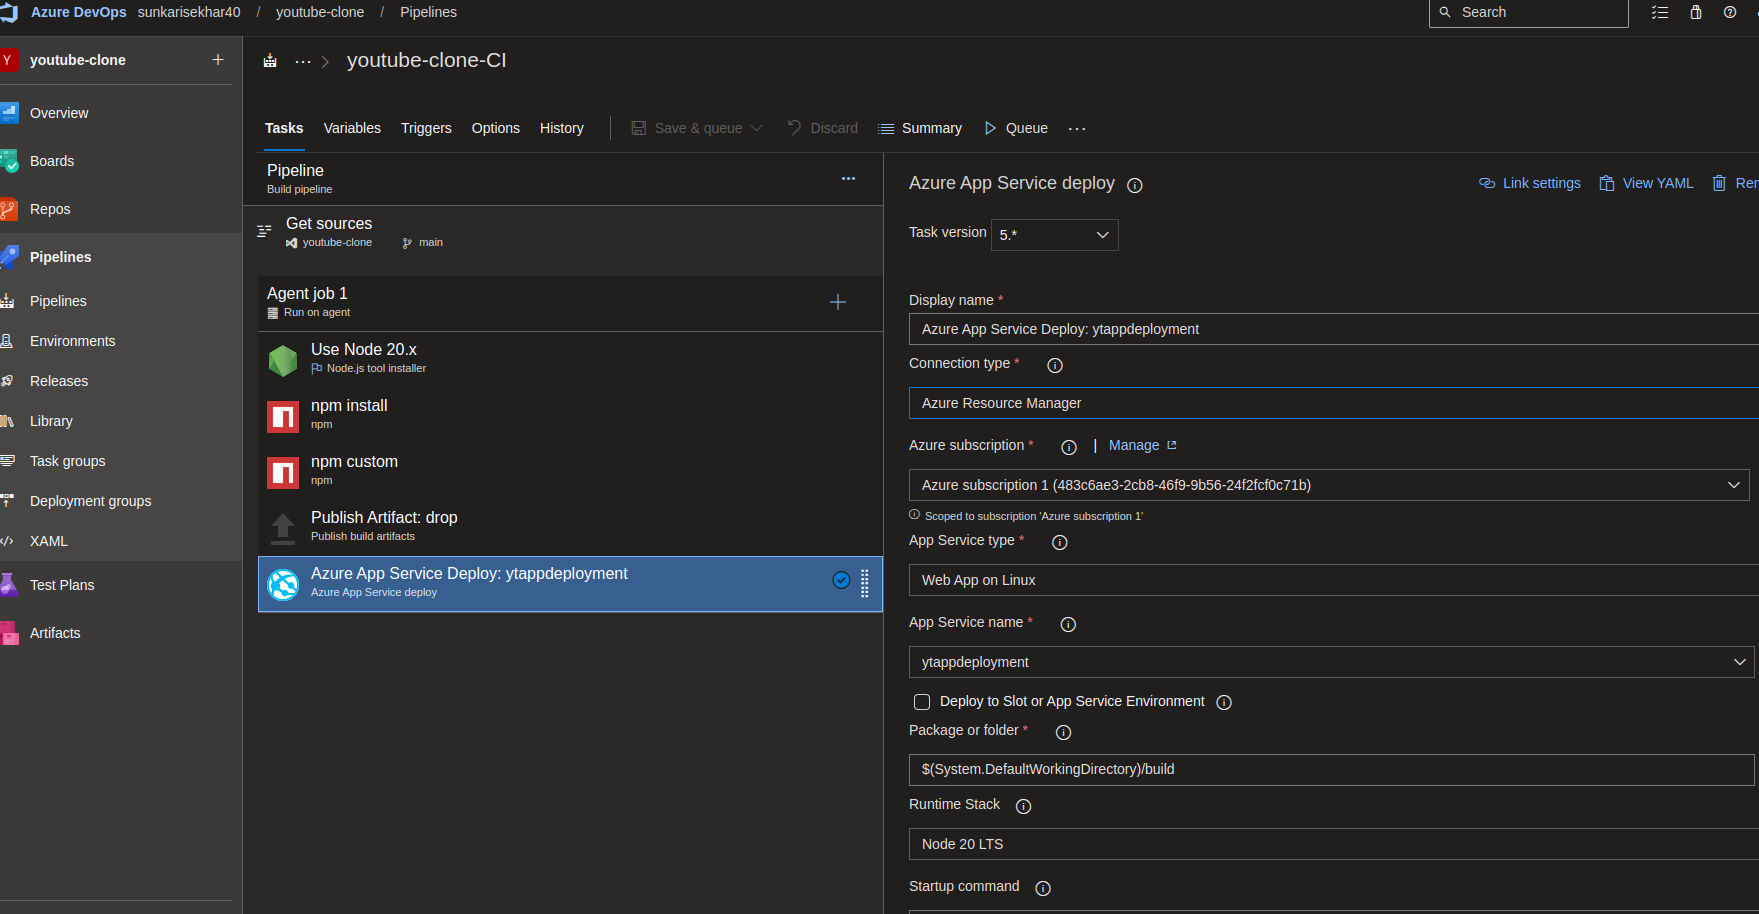 Azure DevOps sunkarisekhar40 / youtube-clone / Pipelines
Search
Y youtube-clone
Overview
Boards
Repos
Pipelines
Pipelines
Environments
Releases
Library
Task groups
Deployment groups
XAML
Test Plans
Artifacts
youtube-clone-CI
Tasks Variables Triggers Options History Save & queue Discard Summary Queue
Pipeline
Build pipeline
Get sources
youtube-clone main
Agent job 1
Run on agent
Use Node 20.x
Node.js tool installer
npm install
npm
npm custom
npm
Publish Artifact: drop
Publish build artifacts
Azure App Service Deploy: ytappdeployment
Azure App Service deploy
Azure App Service deploy
Link settings View YAML
Task version 5.*
Display name *
Azure App Service Deploy: ytappdeployment
Connection type *
Azure Resource Manager
Azure subscription * | Manage
Azure subscription 1 (483c6ae3-2cb8-46f9-9b56-24f2fcf0c71b)
Scoped to subscription 'Azure subscription 1'
App Service type *
Web App on Linux
App Service name *
ytappdeployment
Deploy to Slot or App Service Environment
Package or folder *
$(System.DefaultWorkingDirectory)/build
Runtime Stack
Node 20 LTS
Startup command